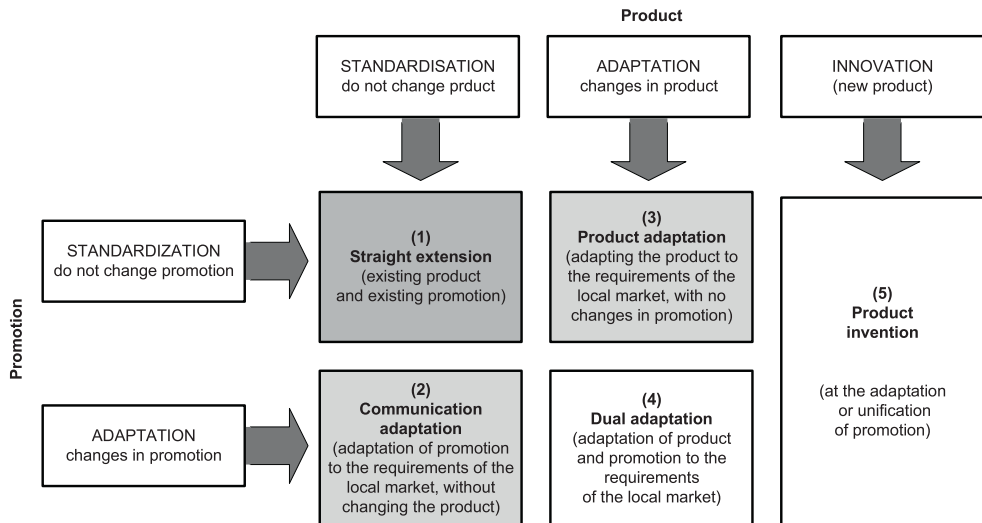 Product
STANDARDISATION
do not change prduct
ADAPTATION
changes in product
INNOVATION
(new product)
Promotion
STANDARDIZATION
do not change promotion
(1)
Straight extension
(existing product
and existing promotion)
(3)
Product adaptation
(adapting the product to
the requirements of the
local market, with no
changes in promotion)
(5)
Product
invention
(at the adaptation
or unification
of promotion)
ADAPTATION
changes in promotion
(2)
Communication
adaptation
(adaptation of promotion
to the requirements of the
local market, without
changing the product)
(4)
Dual adaptation
(adaptation of product
and promotion to the
requirements
of the local market)